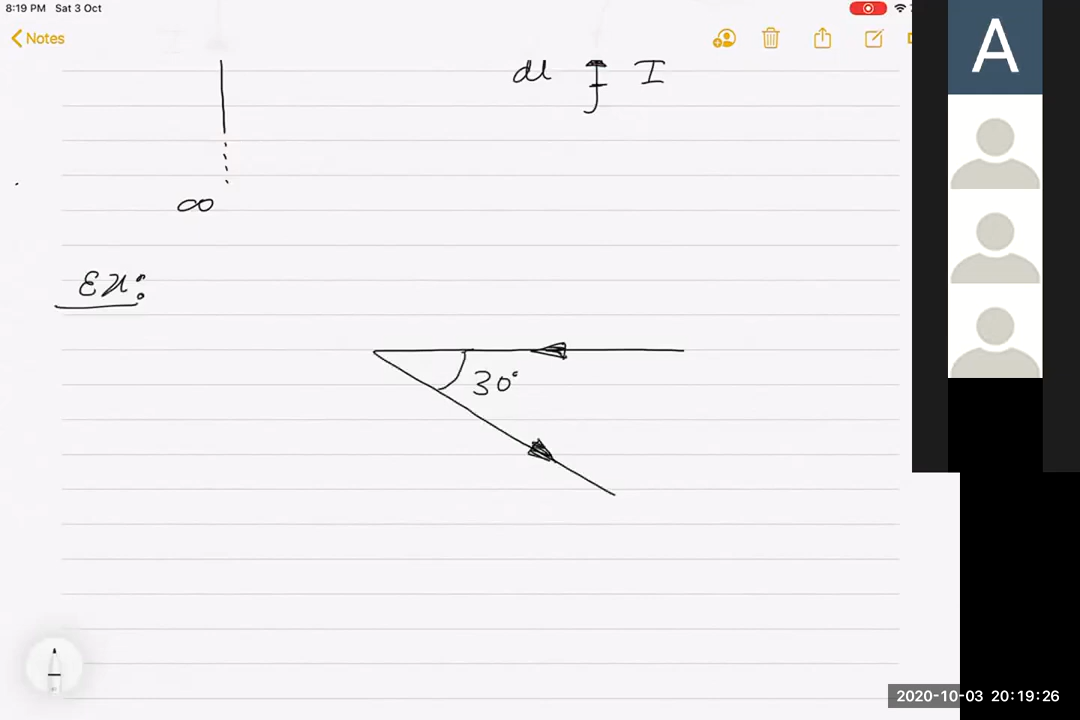 8:19 PM Sat 3 Oct
Notes
dl I
∞
Ex:
30°
A
2020-10-03 20:19:26